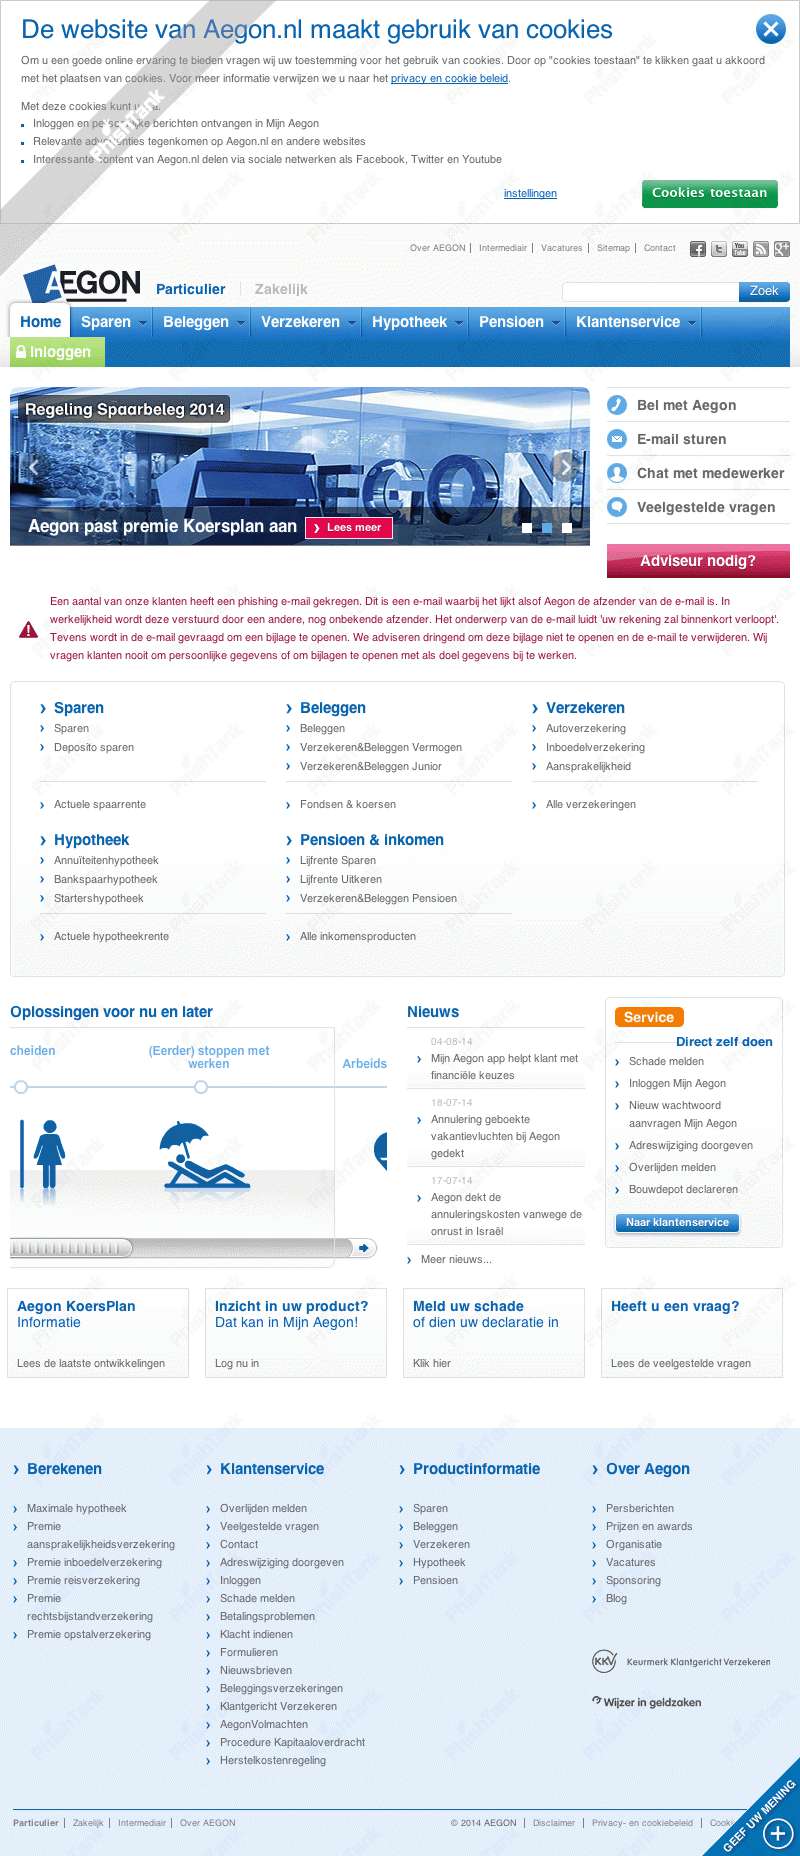 De website van Aegon.nl maakt gebruik van cookies
Om u een goede online ervaring te bieden vragen wij uw toestemming voor het gebruik van cookies. Door op "cookies toestaan" te klikken gaat u akkoord
met het plaatsen van cookies. Voor meer informatie verwijzen we u naar het privacy en cookie beleid.
Met deze cookies kunt u o.a.
Inloggen en persoonlijke berichten ontvangen in Mijn Aegon
Relevante advertenties tegenkomen op Aegon.nl en andere websites
Interessante content van Aegon.nl delen via sociale netwerken als Facebook, Twitter en Youtube
PhishTank
instellingen
Cookies toestaan
Over AEGON | Intermediair | Vacatures | Sitemap | Contact
AEGON
Particulier
Zakelijk
Zoek
Home Sparen Beleggen Verzekeren Hypotheek Pensioen Klantenservice
Inloggen
Regeling Spaarbeleg 2014
AEGON
Aegon past premie Koersplan aan
Lees meer
Bel met Aegon
E-mail sturen
Chat met medewerker
Veelgestelde vragen
Adviseur nodig?
Een aantal van onze klanten heeft een phishing e-mail gekregen. Dit is een e-mail waarbij het lijkt alsof Aegon de afzender van de e-mail is. In
werkelijkheid wordt deze verstuurd door een andere, nog onbekende afzender. Het onderwerp van de e-mail luidt 'uw rekening zal binnenkort verloopt'.
Tevens wordt in de e-mail gevraagd om een bijlage te openen. We adviseren dringend om deze bijlage niet te openen en de e-mail te verwijderen. Wij
vragen klanten nooit om persoonlijke gegevens of om bijlagen te openen met als doel gegevens bij te werken.
Sparen
Sparen
Deposito sparen
Actuele spaarrente
Beleggen
Beleggen
Verzekeren&Beleggen Vermogen
Verzekeren&Beleggen Junior
Fondsen & koersen
Verzekeren
Autoverzekering
Inboedelverzekering
Aansprakelijkheid
Alle verzekeringen
Hypotheek
Annuïteitenhypotheek
Bankspaarhypotheek
Startershypotheek
Actuele hypotheekrente
Pensioen & inkomen
Lijfrente Sparen
Lijfrente Uitkeren
Verzekeren&Beleggen Pensioen
Alle inkomensproducten
Oplossingen voor nu en later
cheiden
(Eerder) stoppen met
werken
Arbeids
Nieuws
04-08-14
Mijn Aegon app helpt klant met
financiële keuzes
18-07-14
Annulering geboekte
vakantievluchten bij Aegon
gedekt
17-07-14
Aegon dekt de
annuleringskosten vanwege de
onrust in Israël
Meer nieuws...
Service
Direct zelf doen
Schade melden
Inloggen Mijn Aegon
Nieuw wachtwoord
aanvragen Mijn Aegon
Adreswijziging doorgeven
Overlijden melden
Bouwdepot declareren
Naar klantenservice
Aegon KoersPlan
Informatie
Lees de laatste ontwikkelingen
Inzicht in uw product?
Dat kan in Mijn Aegon!
Log nu in
Meld uw schade
of dien uw declaratie in
Klik hier
Heeft u een vraag?
Lees de veelgestelde vragen
Berekenen
Maximale hypotheek
Premie
aansprakelijkheidsverzekering
Premie inboedelverzekering
Premie reisverzekering
Premie
rechtsbijstandverzekering
Premie opstalverzekering
Klantenservice
Overlijden melden
Veelgestelde vragen
Contact
Adreswijziging doorgeven
Inloggen
Schade melden
Betalingsproblemen
Klacht indienen
Formulieren
Nieuwsbrieven
Beleggingsverzekeringen
Klantgericht Verzekeren
AegonVolmachten
Procedure Kapitaaloverdracht
Herstelkostenregeling
Productinformatie
Sparen
Beleggen
Verzekeren
Hypotheek
Pensioen
Over Aegon
Persberichten
Prijzen en awards
Organisatie
Vacatures
Sponsoring
Blog
KKV Keurmerk Klantgericht Verzekeren
Wijzer in geldzaken
GEEF UW MENING
Particulier | Zakelijk | Intermediair | Over AEGON
© 2014 AEGON | Disclaimer | Privacy- en cookiebeleid |